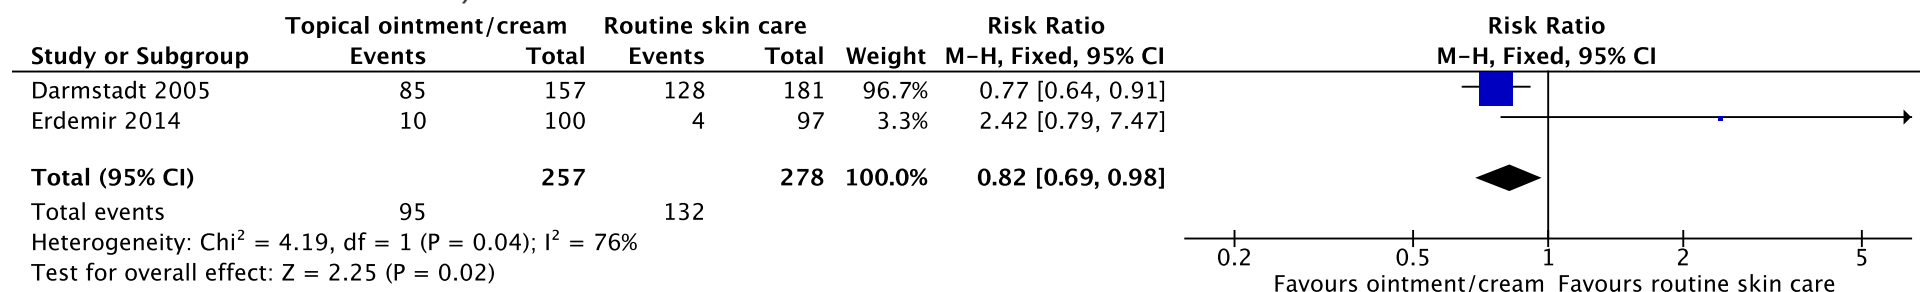 Topical ointment/cream Routine skin care Risk Ratio Risk Ratio
Study or Subgroup Events Total Events Total Weight M-H, Fixed, 95% CI M-H, Fixed, 95% CI
Darmstadt 2005 85 157 128 181 96.7% 0.77 [0.64, 0.91]
Erdemir 2014 10 100 4 97 3.3% 2.42 [0.79, 7.47]
Total (95% CI) 257 278 100.0% 0.82 [0.69, 0.98]
Total events 95 132
Heterogeneity: Chi² = 4.19, df = 1 (P = 0.04); I² = 76%
Test for overall effect: Z = 2.25 (P = 0.02)
0.2 0.5 1 2 5
Favours ointment/cream Favours routine skin care